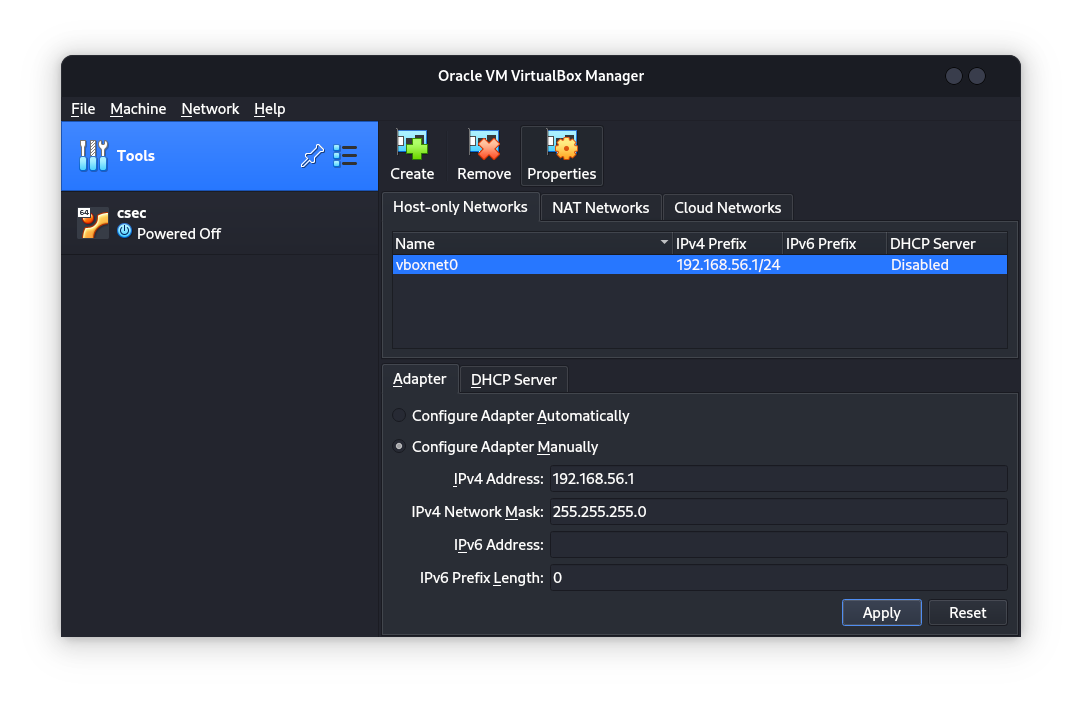 Oracle VM VirtualBox Manager
File Machine Network Help
Tools
64
csec
Powered Off
Create Remove Properties
Host-only Networks NAT Networks Cloud Networks
Name IPv4 Prefix IPv6 Prefix DHCP Server
vboxnet0 192.168.56.1/24 Disabled
Adapter DHCP Server
Configure Adapter Automatically
Configure Adapter Manually
IPv4 Address: 192.168.56.1
IPv4 Network Mask: 255.255.255.0
IPv6 Address:
IPv6 Prefix Length: 0
Apply Reset